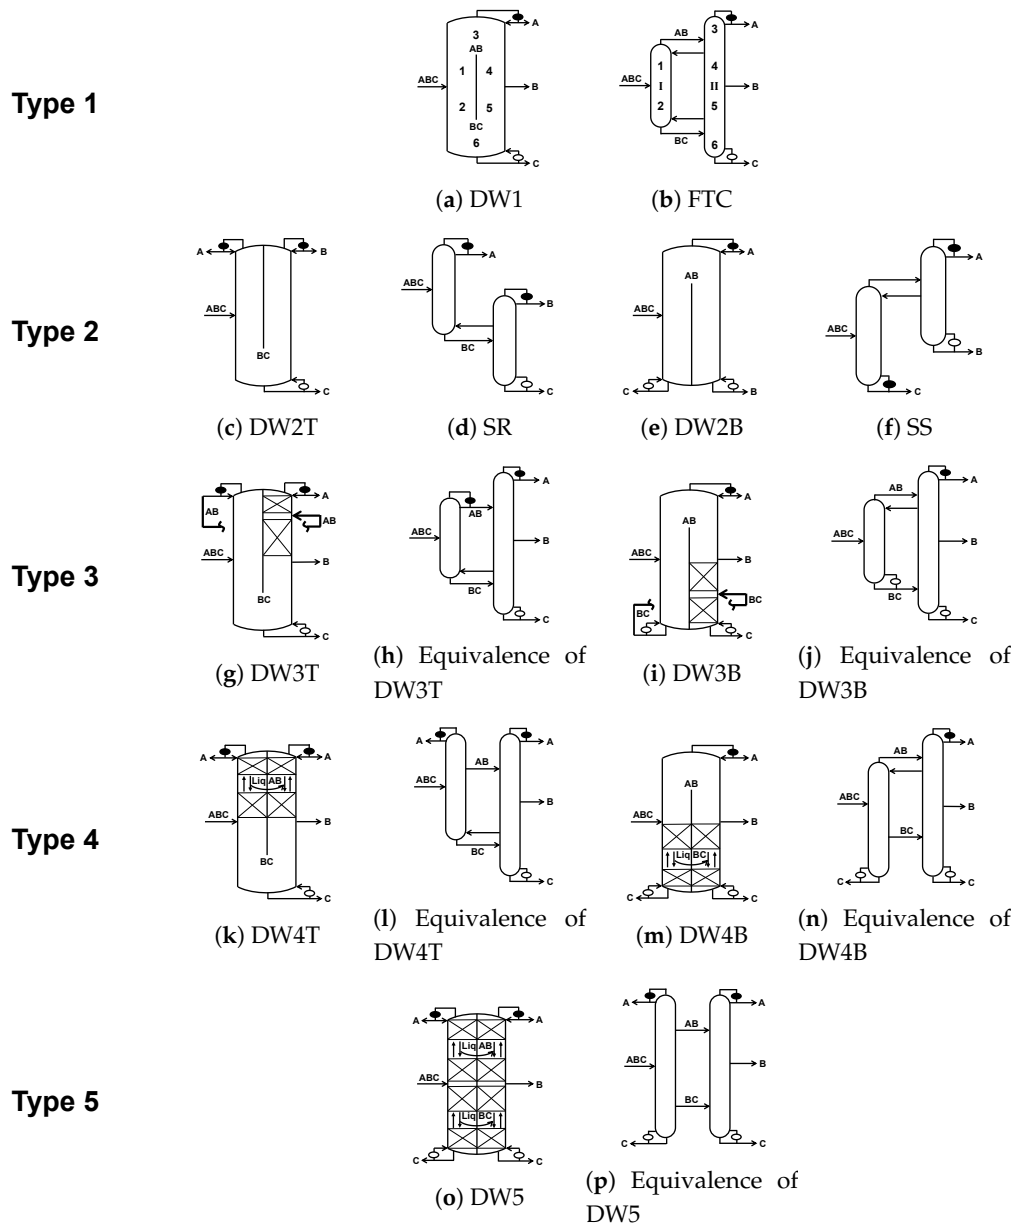 Type 1
ABC
3
AB
1 4
2 5
BC
6
A
B
C
(a) DW1
ABC
AB
1
I
2
BC
3
4
II
5
6
A
B
C
(b) FTC
Type 2
A
B
ABC
BC
C
(c) DW2T
ABC
A
BC
B
C
(d) SR
ABC
AB
A
C
B
(e) DW2B
ABC
A
B
C
(f) SS
Type 3
AB
A
AB
ABC
B
BC
C
(g) DW3T
ABC
AB
BC
A
B
C
(h) Equivalence of
DW3T
A
AB
ABC
B
BC
BC
C
(i) DW3B
ABC
AB
BC
A
B
C
(j) Equivalence of
DW3B
Type 4
A
A
Liq AB
ABC
B
BC
C
(k) DW4T
A
A
AB
ABC
B
BC
C
(l) Equivalence of
DW4T
A
AB
ABC
B
Liq BC
C
C
(m) DW4B
AB
A
ABC
B
BC
C
C
(n) Equivalence of
DW4B
Type 5
A
A
Liq AB
ABC
B
Liq BC
C
C
(o) DW5
A
A
AB
ABC
B
BC
C
C
(p) Equivalence of
DW5